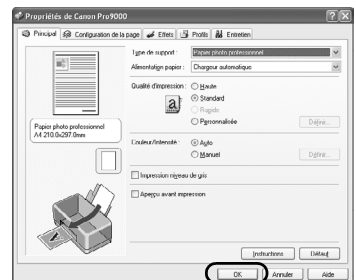 Propriétés de Canon Pro9000
Principal Configuration de la page Effets Profils Entretien
Type de support : Papier photo professionnel
Alimentation papier : Chargeur automatique
Qualité d'impression : Haute
Standard
Rapide
Personnalisée Définir...
Papier photo professionnel
A4 210.0x297.0mm
Couleur/Intensité : Auto
Manuel Définir...
Impression niveau de gris
Aperçu avant impression
Instructions Défaut
OK Annuler Aide